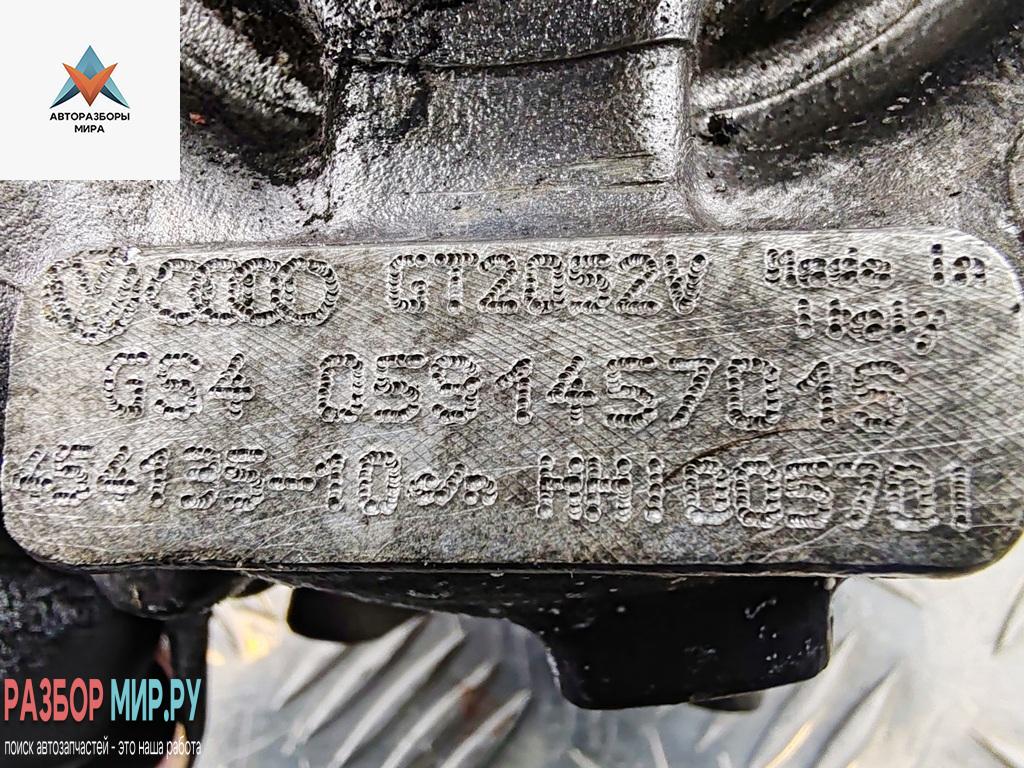 АВТОРАЗБОРЫ
МИРА
GT2052V Made in
Italy
GS4 059145701S
454135-10 s/n HH1005701
РАЗБОР МИР.РУ
поиск автозапчастей - это наша работа